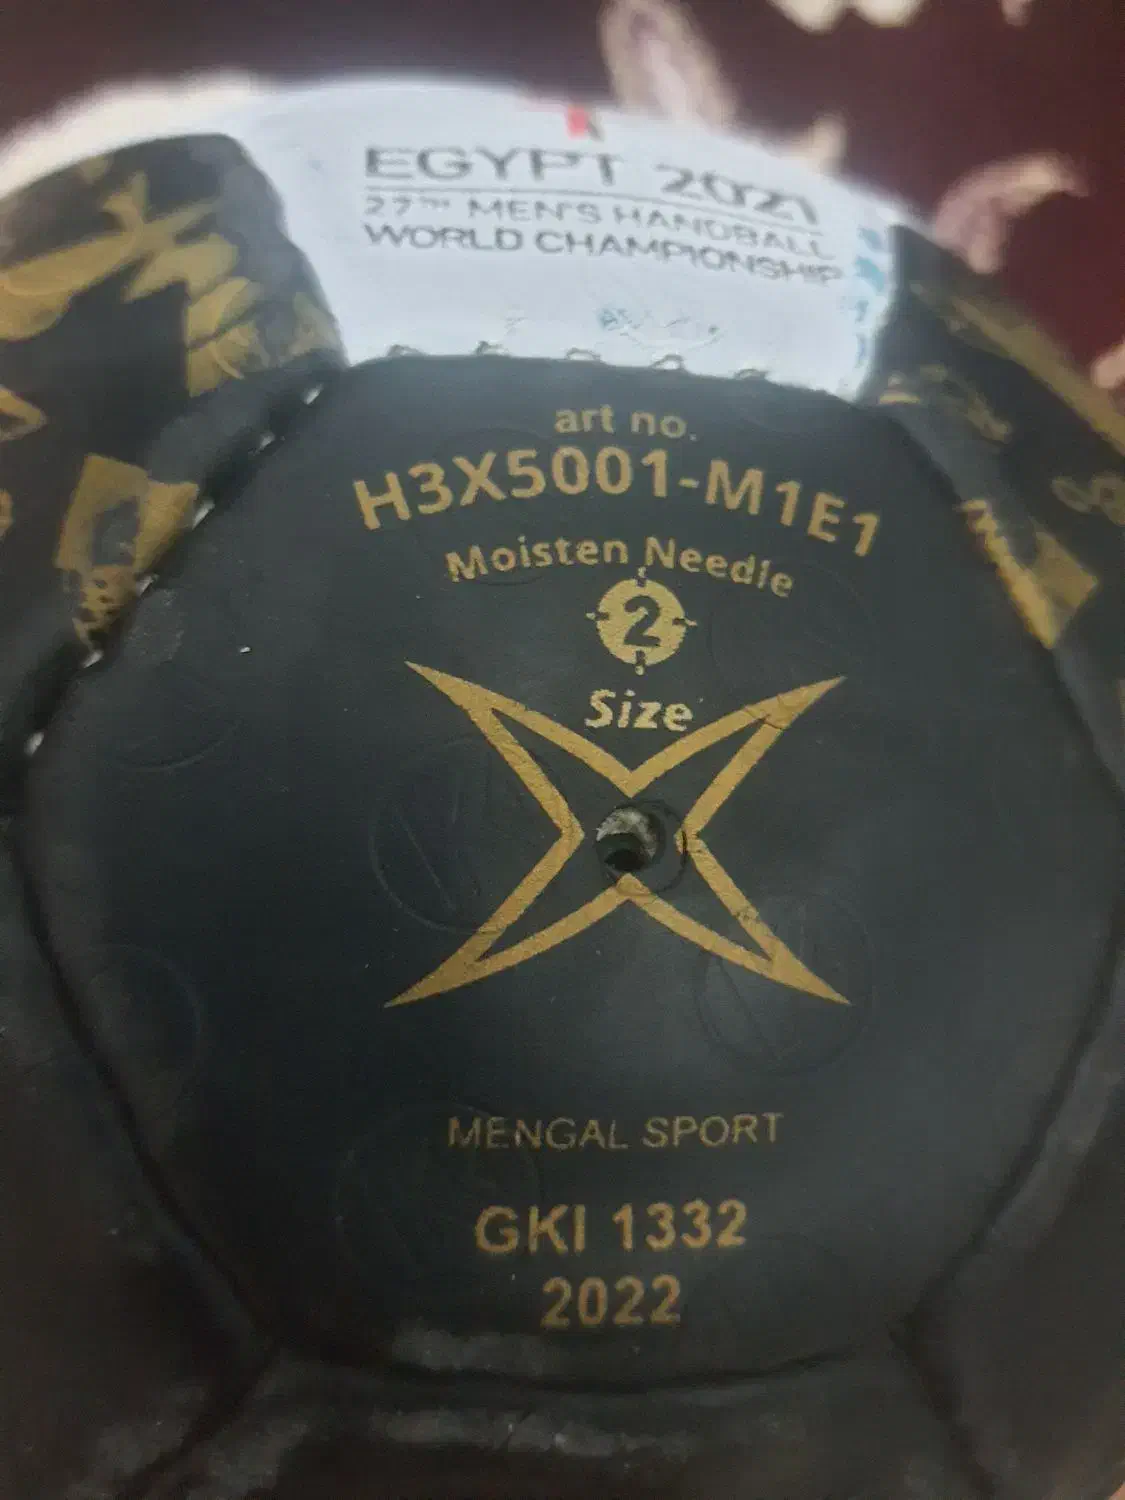 EGYPT 2021
27TH MEN'S HANDBALL
WORLD CHAMPIONSHIP
art no.
H3X5001-M1E1
Moisten Needle
2
Size
MENGAL SPORT
GKI 1332
2022